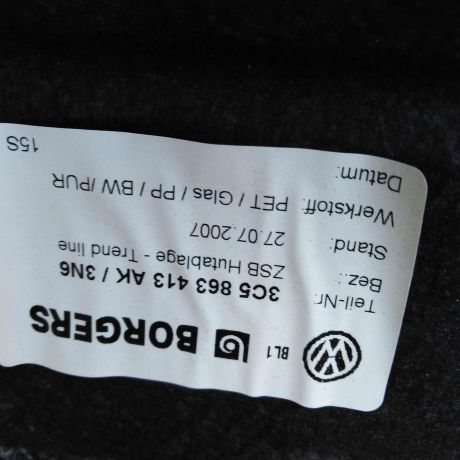 BL1 BORGERS
Teil-Nr 3C5 863 413 AK / 3N6
Bez.: ZSB Hutablage - Trend line
Stand: 27.07.2007
Werkstoff: PET / Glas / PP / BW /PUR
Datum: 15S